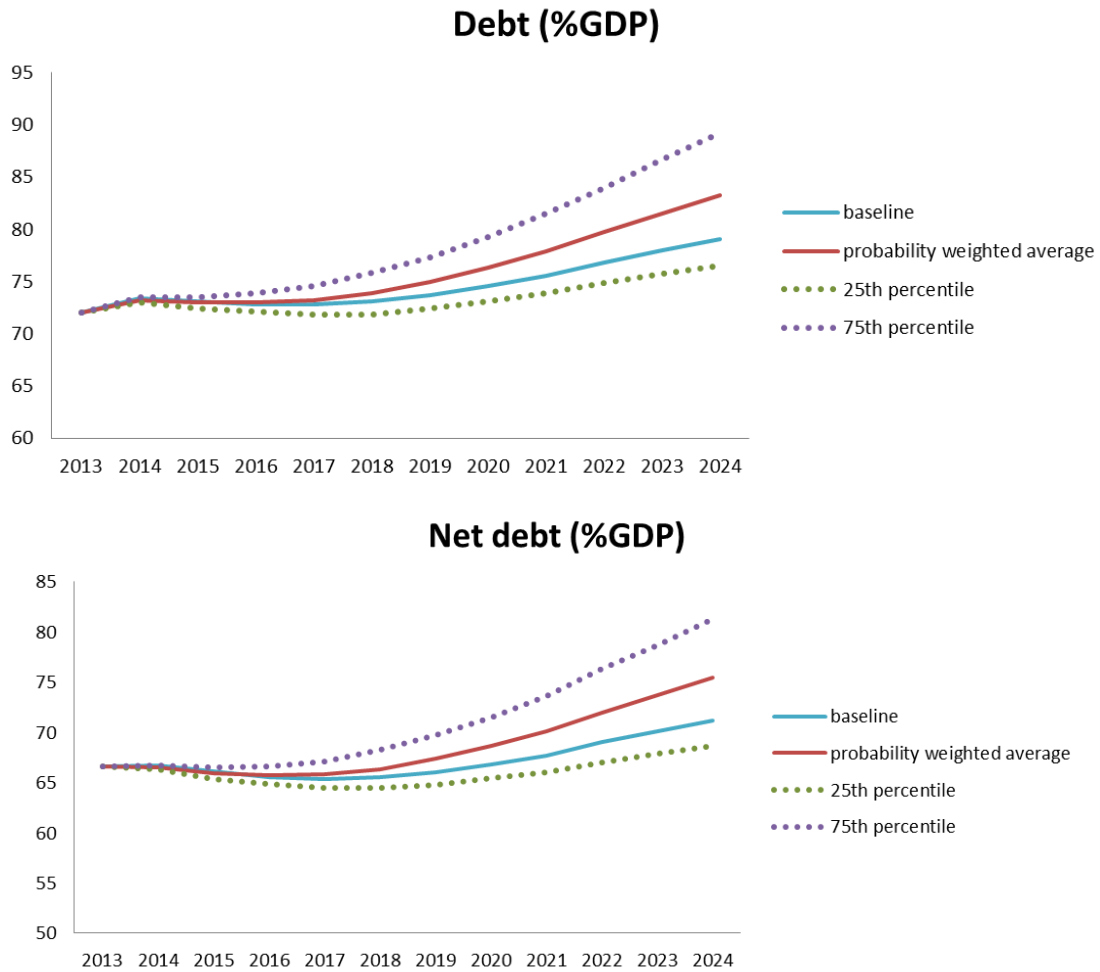 Debt (%GDP)
95
90
85
80
75
70
65
60
2013 2014 2015 2016 2017 2018 2019 2020 2021 2022 2023 2024
baseline
probability weighted average
25th percentile
75th percentile
Net debt (%GDP)
85
80
75
70
65
60
55
50
2013 2014 2015 2016 2017 2018 2019 2020 2021 2022 2023 2024
baseline
probability weighted average
25th percentile
75th percentile